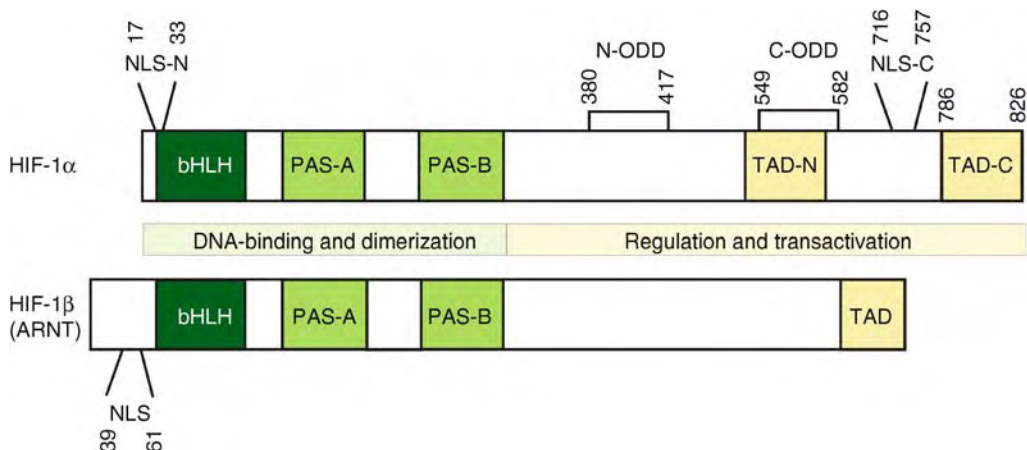 17 33
NLS-N
N-ODD
380 417
C-ODD
549 582
716 757
NLS-C
786 826
HIF-1α
bHLH
PAS-A
PAS-B
TAD-N
TAD-C
DNA-binding and dimerization
Regulation and transactivation
HIF-1β
(ARNT)
bHLH
PAS-A
PAS-B
TAD
NLS
39 61